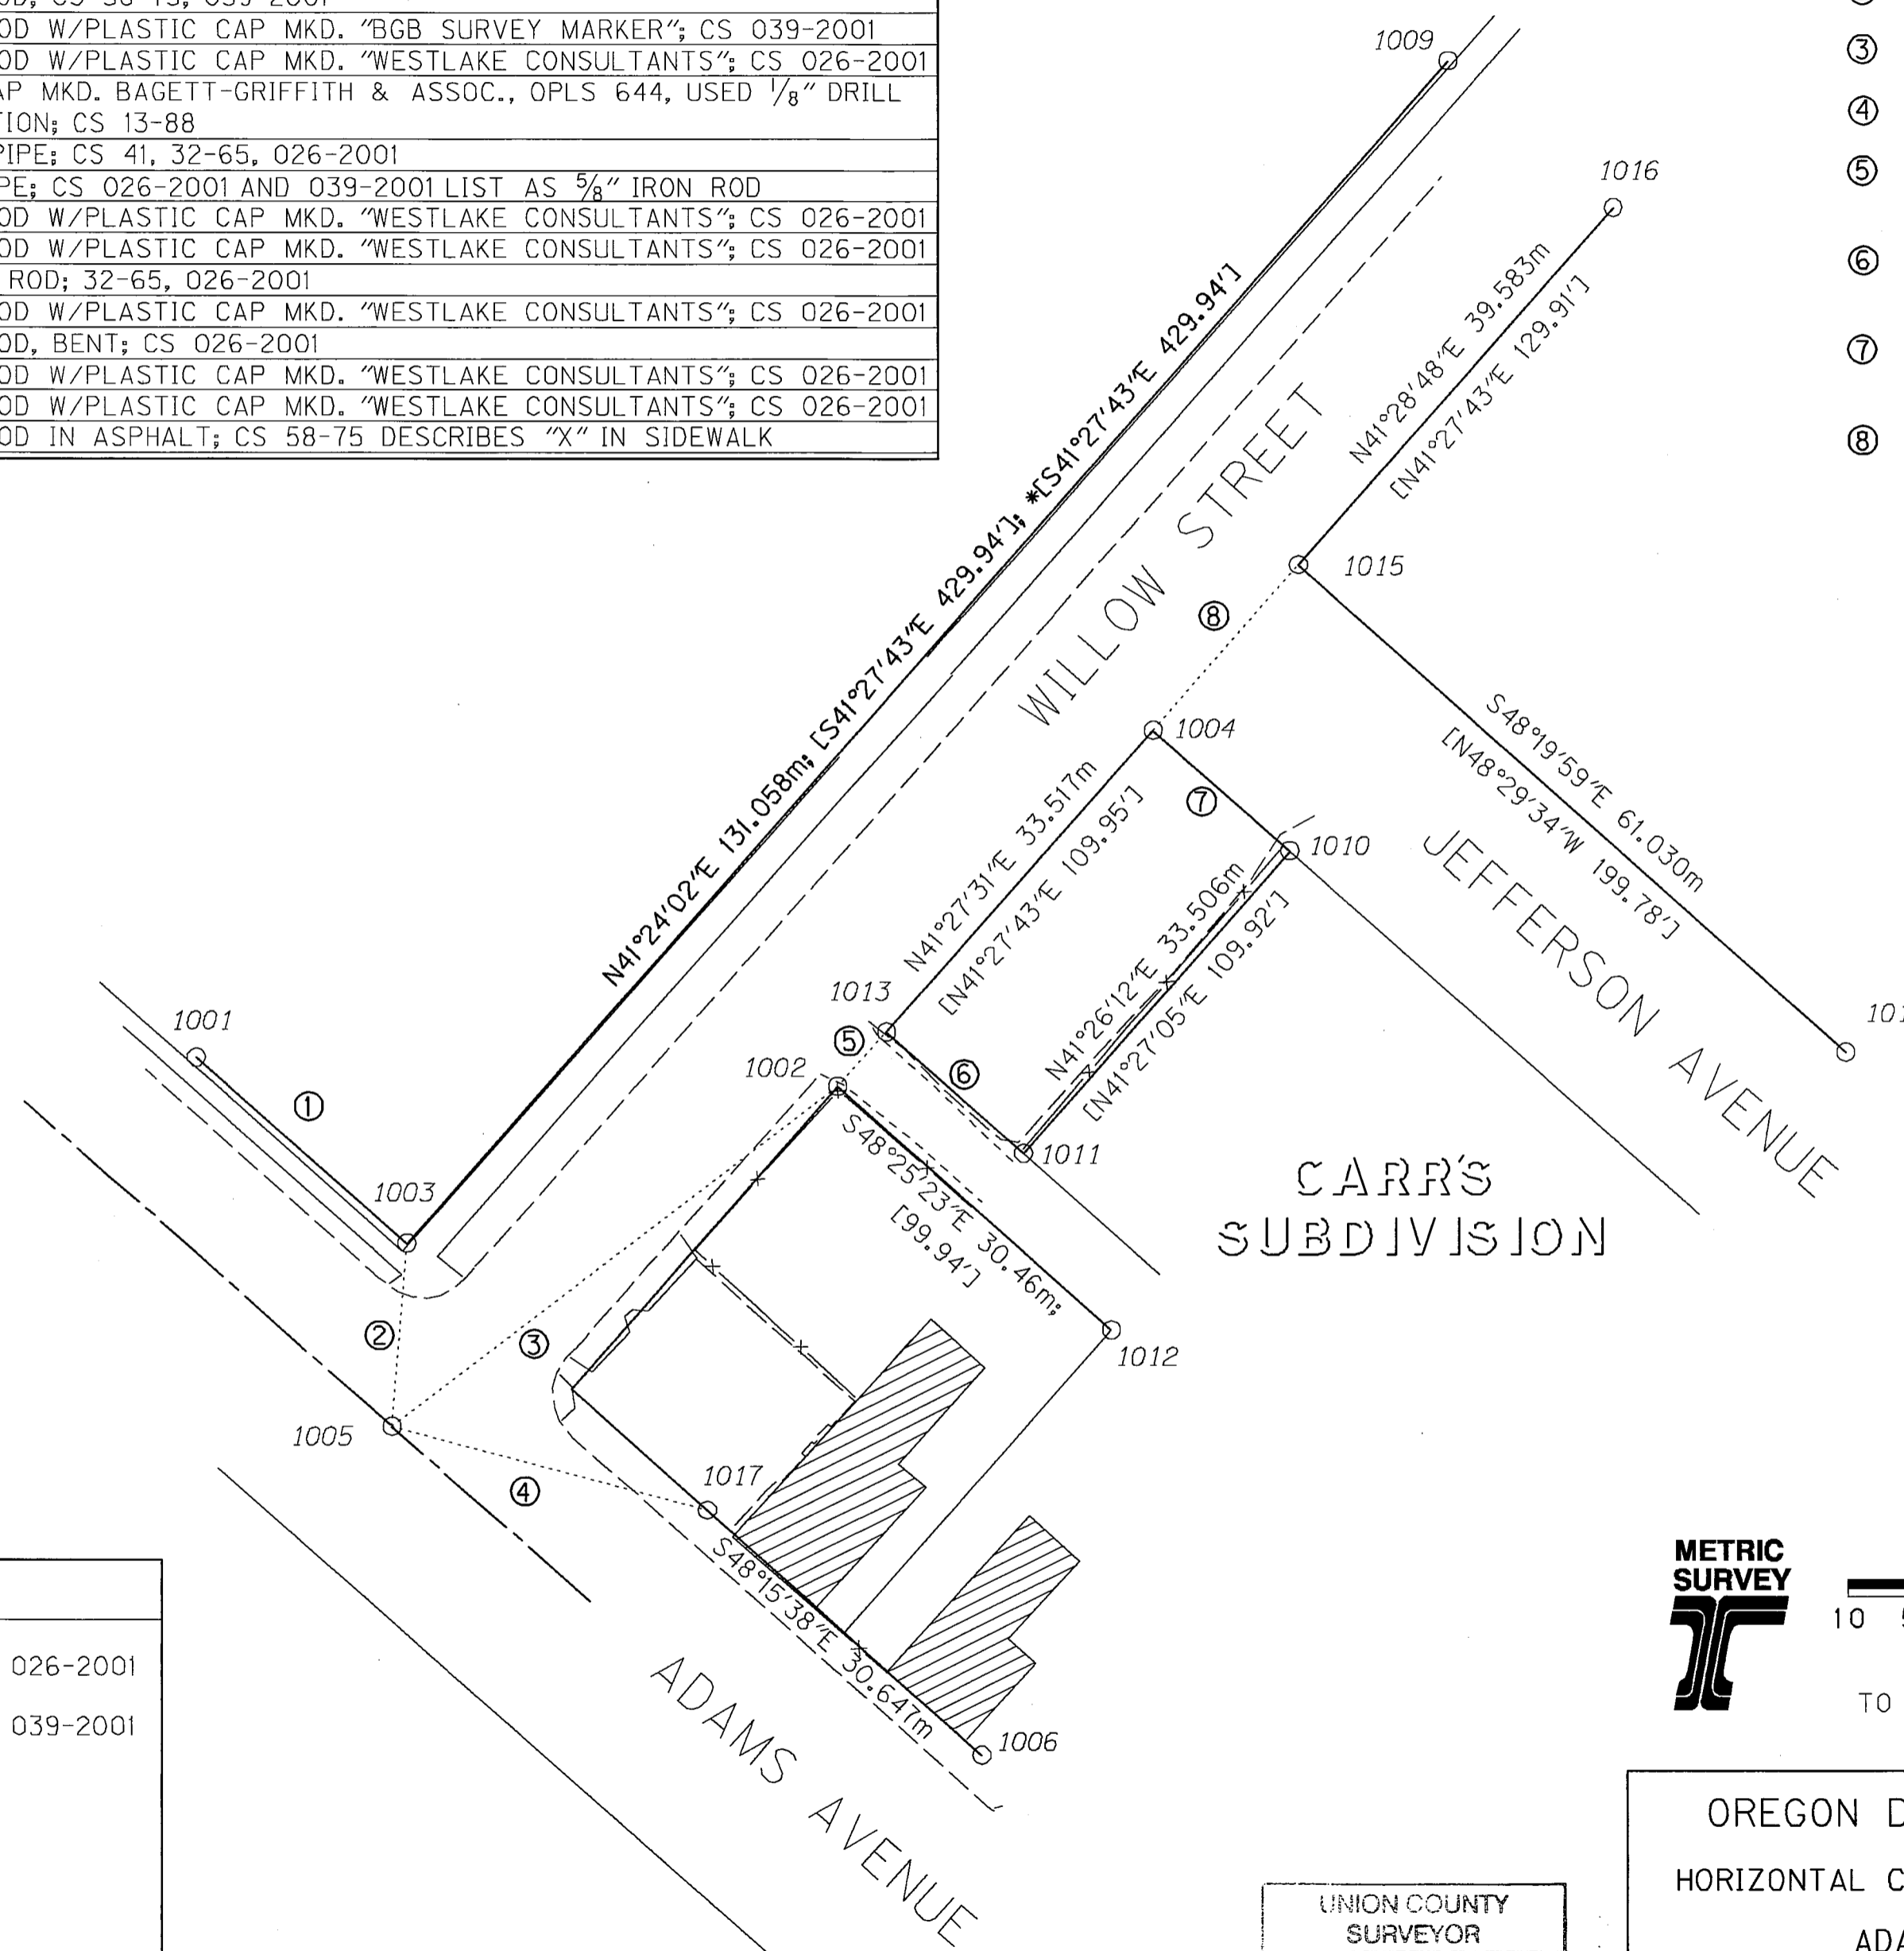 OD W/PLASTIC CAP MKD. "BGB SURVEY MARKER"; CS 039-2001
OD W/PLASTIC CAP MKD. "WESTLAKE CONSULTANTS"; CS 026-2001
AP MKD. BAGETT-GRIFFITH & ASSOC., OPLS 644, USED 1/8" DRILL
TION; CS 13-88
PIPE; CS 41, 32-65, 026-2001
PE; CS 026-2001 AND 039-2001 LIST AS 5/8" IRON ROD
OD W/PLASTIC CAP MKD. "WESTLAKE CONSULTANTS"; CS 026-2001
OD W/PLASTIC CAP MKD. "WESTLAKE CONSULTANTS"; CS 026-2001
ROD; 32-65, 026-2001
OD W/PLASTIC CAP MKD. "WESTLAKE CONSULTANTS"; CS 026-2001
OD, BENT; CS 026-2001
OD W/PLASTIC CAP MKD. "WESTLAKE CONSULTANTS"; CS 026-2001
OD W/PLASTIC CAP MKD. "WESTLAKE CONSULTANTS"; CS 026-2001
OD IN ASPHALT; CS 58-75 DESCRIBES "X" IN SIDEWALK
③
④
⑤
⑥
⑦
⑧
1009
1016
N41°28'48"E 39.583m
[N41°27'43"E 129.91']
N41°24'02"E 131.058m; [S41°27'43"E 429.94']; *[S41°27'43"E 429.94']
WILLOW STREET
1015
⑧
1004
S48°19'59"E 61.030m
[N48°29'34"W 199.78']
⑦
N41°27'31"E 33.517m
[N41°27'43"E 109.95']
1010
JEFFERSON AVENUE
N41°26'12"E 33.506m
[N41°27'05"E 109.92']
1013
101
1001
⑤
1002
⑥
①
1011
S48°25'23"E 30.46m;
[99.94']
CARR'S
SUBDIVISION
1003
②
③
1012
1005
1017
④
S48°15'38"E 30.647m
1006
ADAMS AVENUE
026-2001
039-2001
METRIC
SURVEY
10
TO
OREGON D
HORIZONTAL C
ADA
UNION COUNTY
SURVEYOR